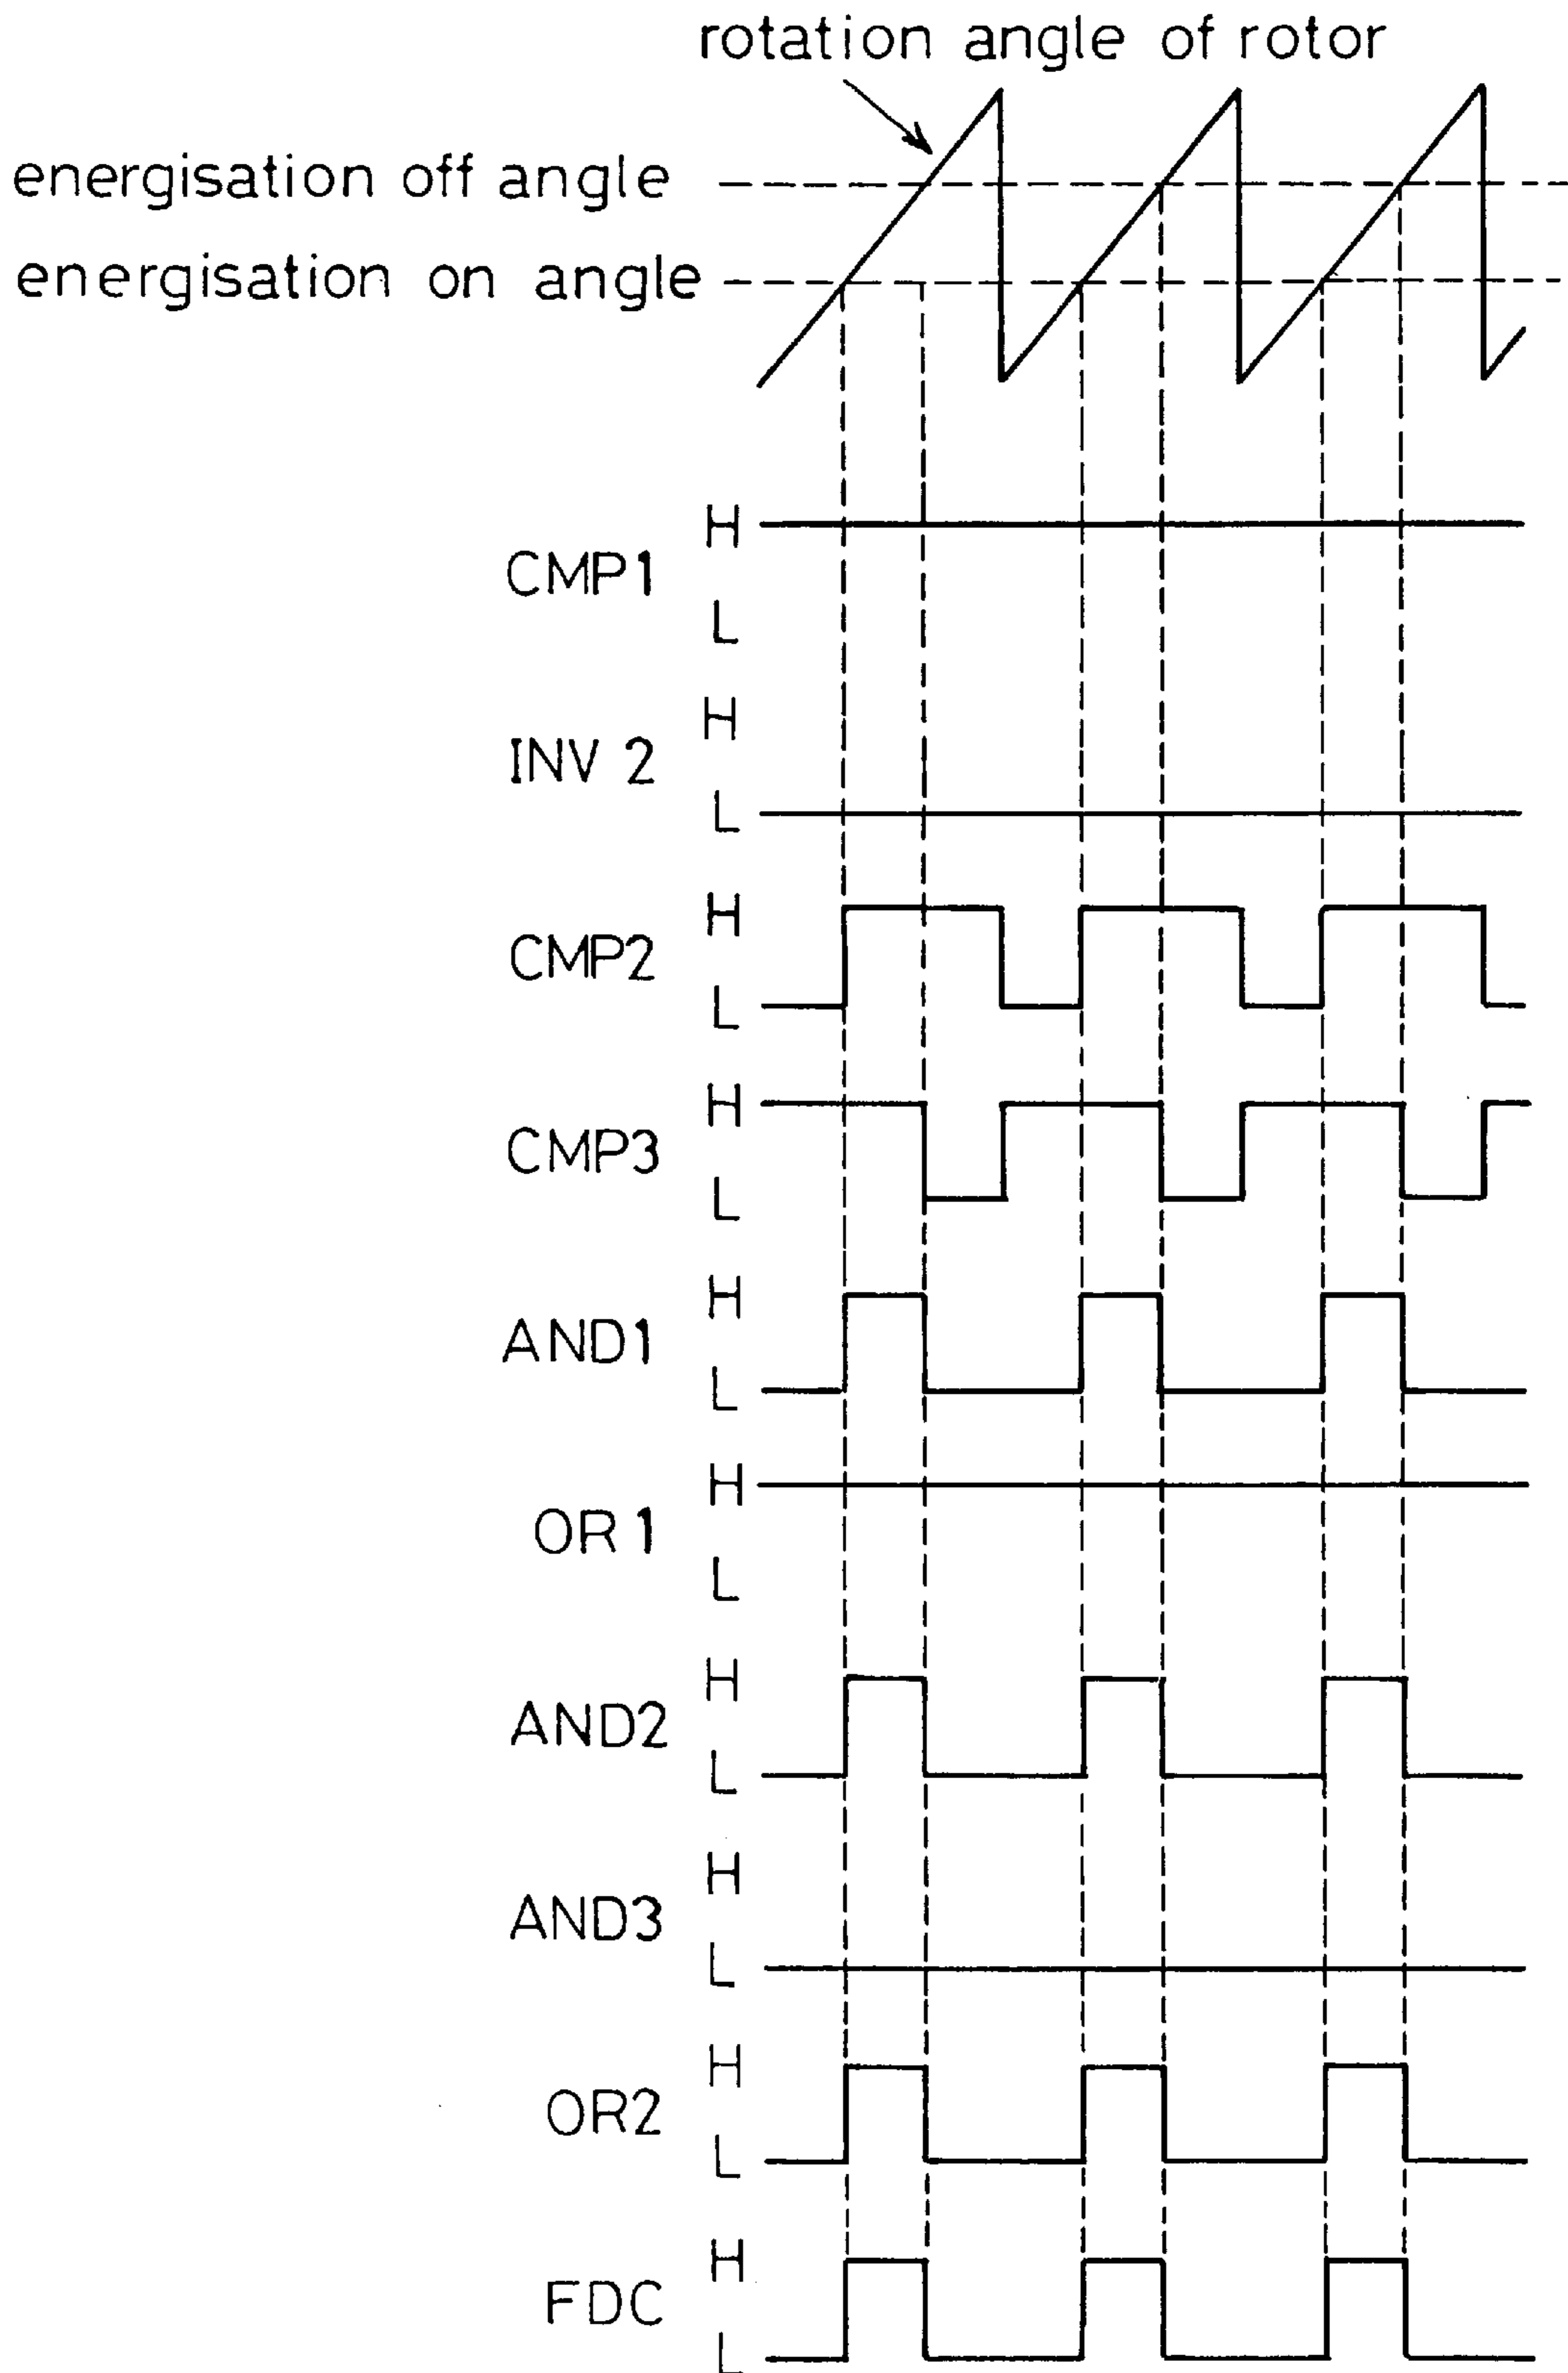 rotation angle of rotor
energisation off angle
energisation on angle
H
CMP1
L
H
INV 2
L
H
CMP2
L
H
CMP3
L
H
AND1
L
H
OR 1
L
H
AND2
L
H
AND3
L
H
OR2
L
H
FDC
L